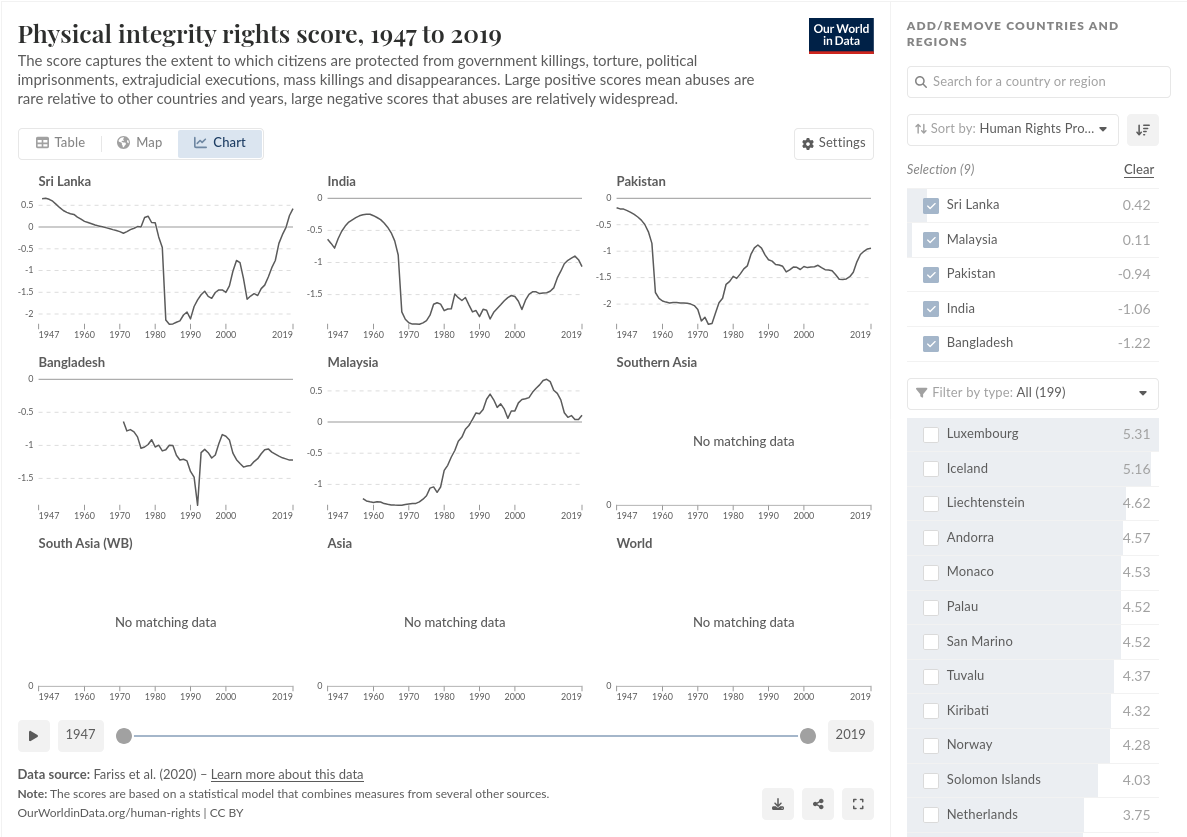 Physical integrity rights score, 1947 to 2019
The score captures the extent to which citizens are protected from government killings, torture, political
imprisonments, extrajudicial executions, mass killings and disappearances. Large positive scores mean abuses are
rare relative to other countries and years, large negative scores that abuses are relatively widespread.
Our World
in Data
Table
Map
Chart
Settings
Sri Lanka
0.5
0
-0.5
-1
-1.5
-2
1947 1960 1970 1980 1990 2000 2019
India
0
-0.5
-1
-1.5
1947 1960 1970 1980 1990 2000 2019
Pakistan
0
-0.5
-1
-1.5
-2
1947 1960 1970 1980 1990 2000 2019
Bangladesh
0
-0.5
-1
-1.5
1947 1960 1970 1980 1990 2000 2019
Malaysia
0.5
0
-0.5
-1
1947 1960 1970 1980 1990 2000 2019
Southern Asia
No matching data
0
1947 1960 1970 1980 1990 2000 2019
South Asia (WB)
No matching data
0
1947 1960 1970 1980 1990 2000 2019
Asia
No matching data
0
1947 1960 1970 1980 1990 2000 2019
World
No matching data
0
1947 1960 1970 1980 1990 2000 2019
1947
2019
Data source: Fariss et al. (2020) – Learn more about this data
Note: The scores are based on a statistical model that combines measures from several other sources.
OurWorldinData.org/human-rights | CC BY
ADD/REMOVE COUNTRIES AND
REGIONS
Search for a country or region
Sort by: Human Rights Pro...
Selection (9)
Clear
Sri Lanka 0.42
Malaysia 0.11
Pakistan -0.94
India -1.06
Bangladesh -1.22
Filter by type: All (199)
Luxembourg 5.31
Iceland 5.16
Liechtenstein 4.62
Andorra 4.57
Monaco 4.53
Palau 4.52
San Marino 4.52
Tuvalu 4.37
Kiribati 4.32
Norway 4.28
Solomon Islands 4.03
Netherlands 3.75